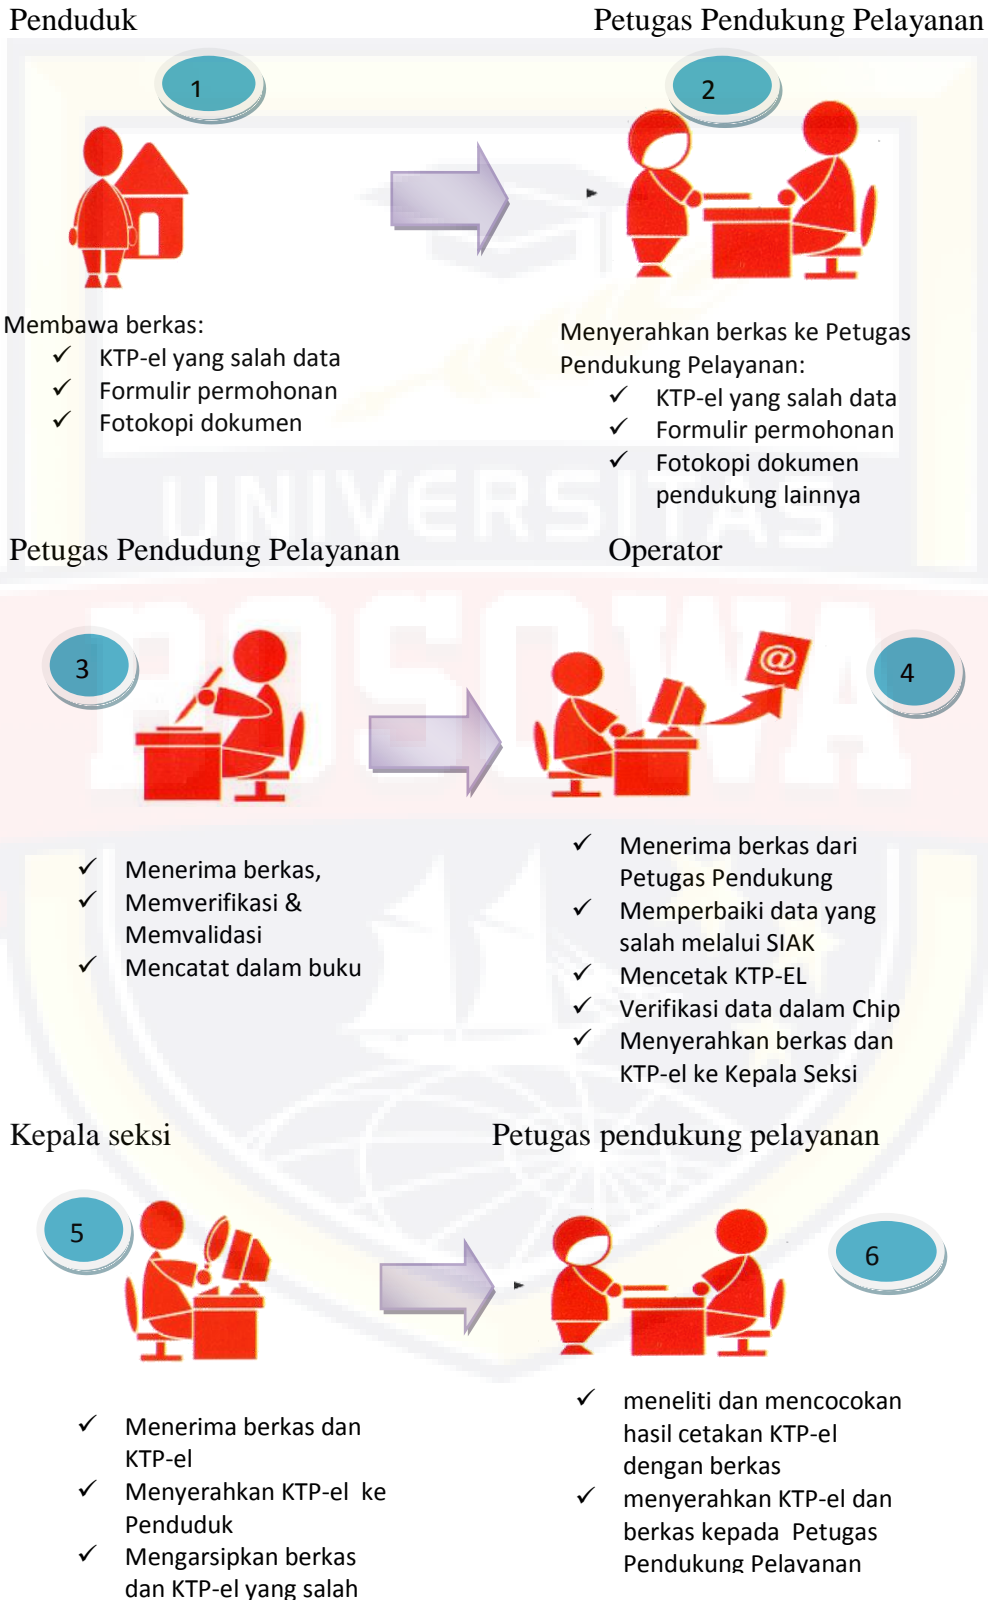 Penduduk
Petugas Pendukung Pelayanan
1
2
Membawa berkas:
✓ KTP-el yang salah data
✓ Formulir permohonan
✓ Fotokopi dokumen
Menyerahkan berkas ke Petugas
Pendukung Pelayanan:
✓ KTP-el yang salah data
✓ Formulir permohonan
✓ Fotokopi dokumen
pendukung lainnya
UNIVERSITAS
Petugas Pendudung Pelayanan
Operator
BOSOWA
3
4
@
✓ Menerima berkas,
✓ Memverifikasi &
Memvalidasi
✓ Mencatat dalam buku
✓ Menerima berkas dari
Petugas Pendukung
✓ Memperbaiki data yang
salah melalui SIAK
✓ Mencetak KTP-EL
✓ Verifikasi data dalam Chip
✓ Menyerahkan berkas dan
KTP-el ke Kepala Seksi
Kepala seksi
Petugas pendukung pelayanan
5
6
✓ Menerima berkas dan
KTP-el
✓ Menyerahkan KTP-el ke
Penduduk
✓ Mengarsipkan berkas
dan KTP-el yang salah
✓ meneliti dan mencocokan
hasil cetakan KTP-el
dengan berkas
✓ menyerahkan KTP-el dan
berkas kepada Petugas
Pendukung Pelayanan